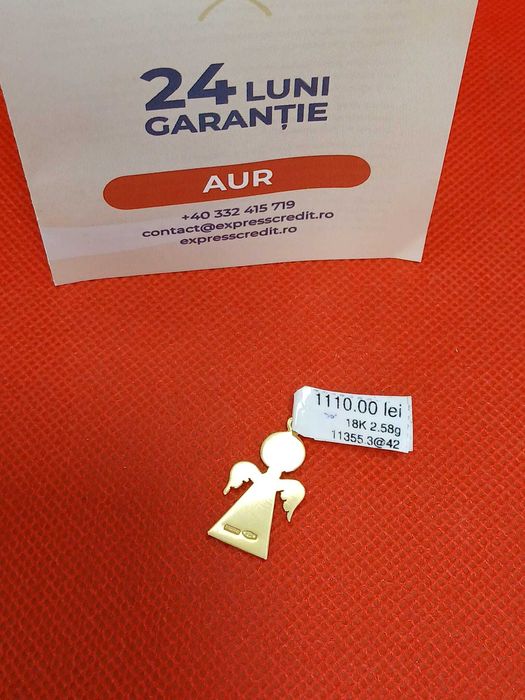 24 LUNI
GARANȚIE
AUR
+40 332 415 719
contact@expresscredit.ro
expresscredit.ro
1110.00 lei
18K 2.58g
11355.3@42